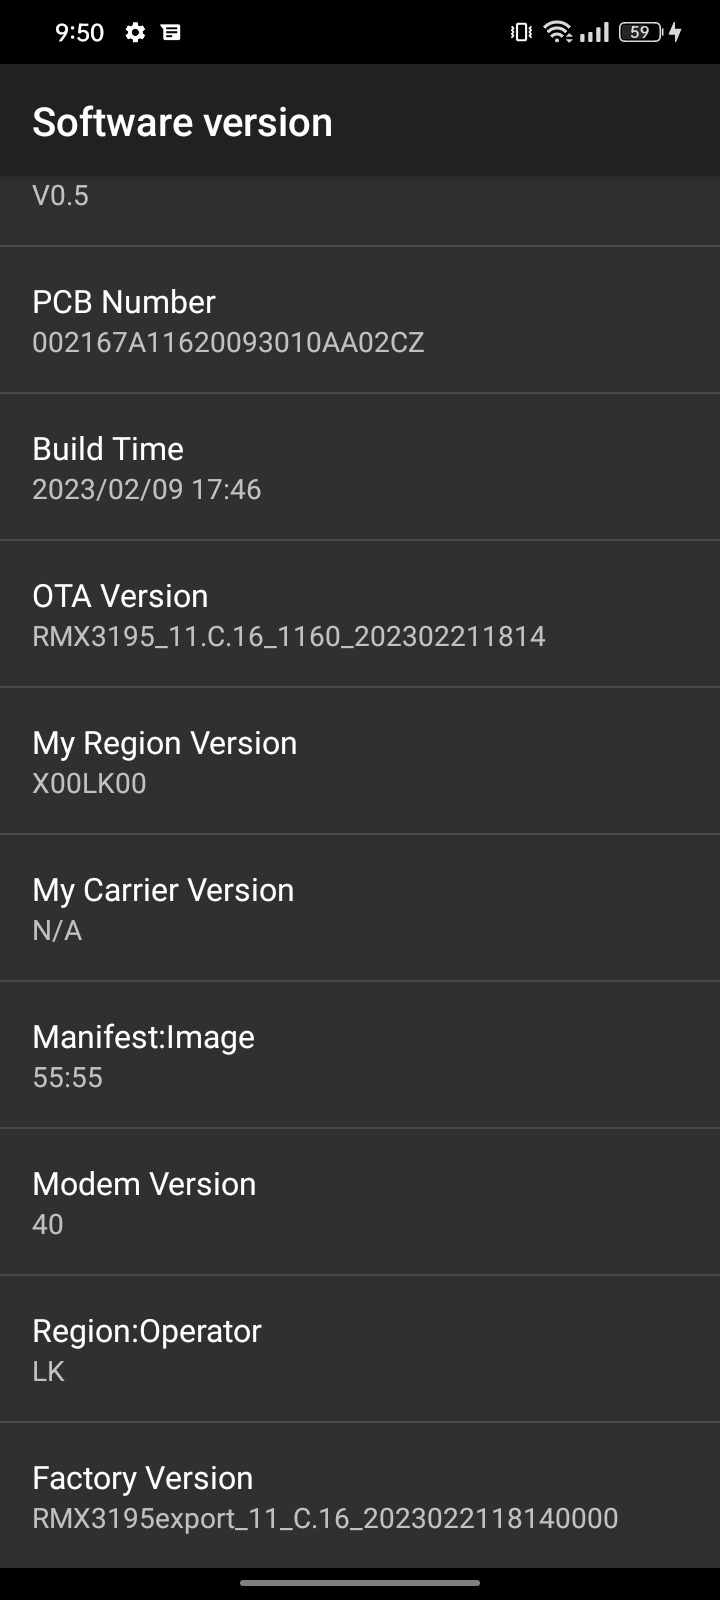 9:50
59
Software version
V0.5
PCB Number
002167A11620093010AA02CZ
Build Time
2023/02/09 17:46
OTA Version
RMX3195_11.C.16_1160_202302211814
My Region Version
X00LK00
My Carrier Version
N/A
Manifest:Image
55:55
Modem Version
40
Region:Operator
LK
Factory Version
RMX3195export_11_C.16_2023022118140000